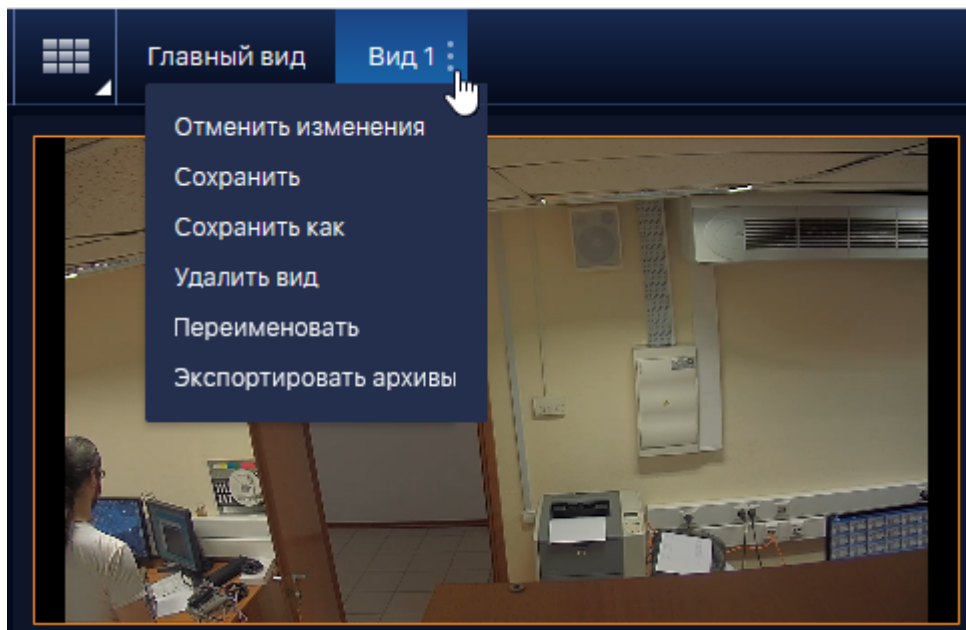 Главный вид
Вид 1
Отменить изменения
Сохранить
Сохранить как
Удалить вид
Переименовать
Экспортировать архивы